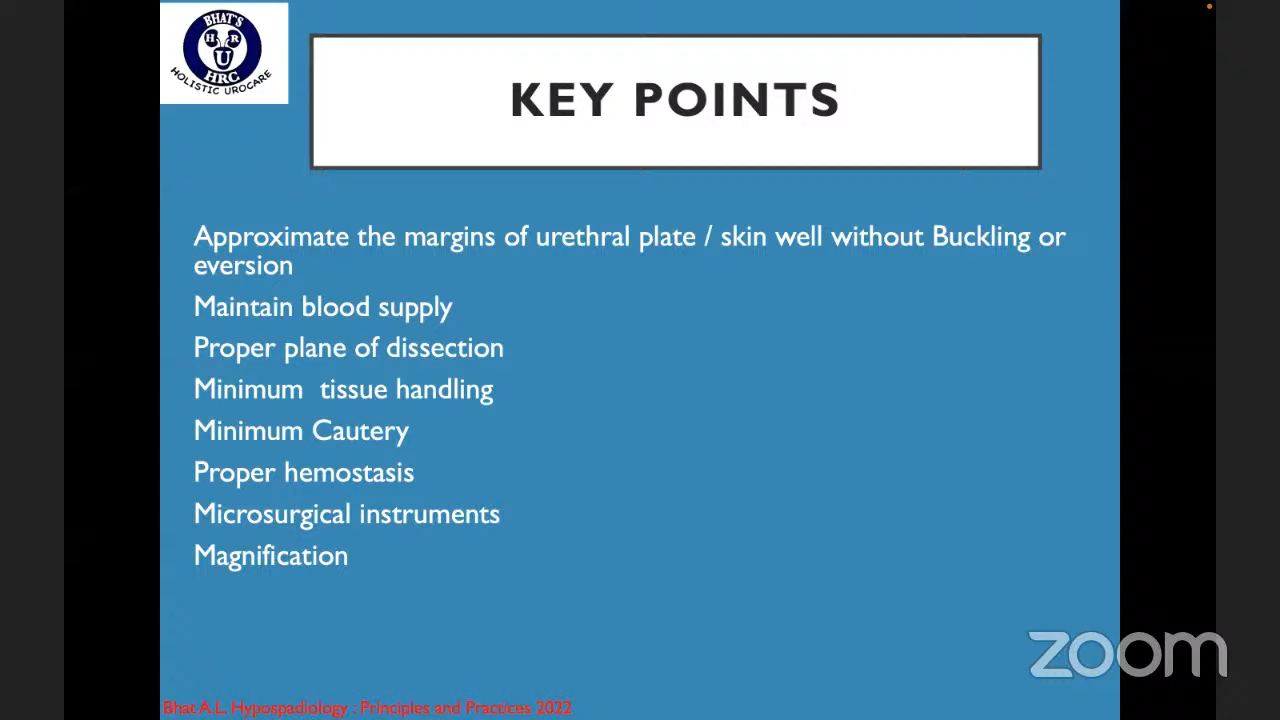 BHAT'S
H R
U
HRC
HOLISTIC UROCARE
KEY POINTS
Approximate the margins of urethral plate / skin well without Buckling or
eversion
Maintain blood supply
Proper plane of dissection
Minimum tissue handling
Minimum Cautery
Proper hemostasis
Microsurgical instruments
Magnification
zoom
Bhat A.L. Hypospadiology : Principles and Practices 2022